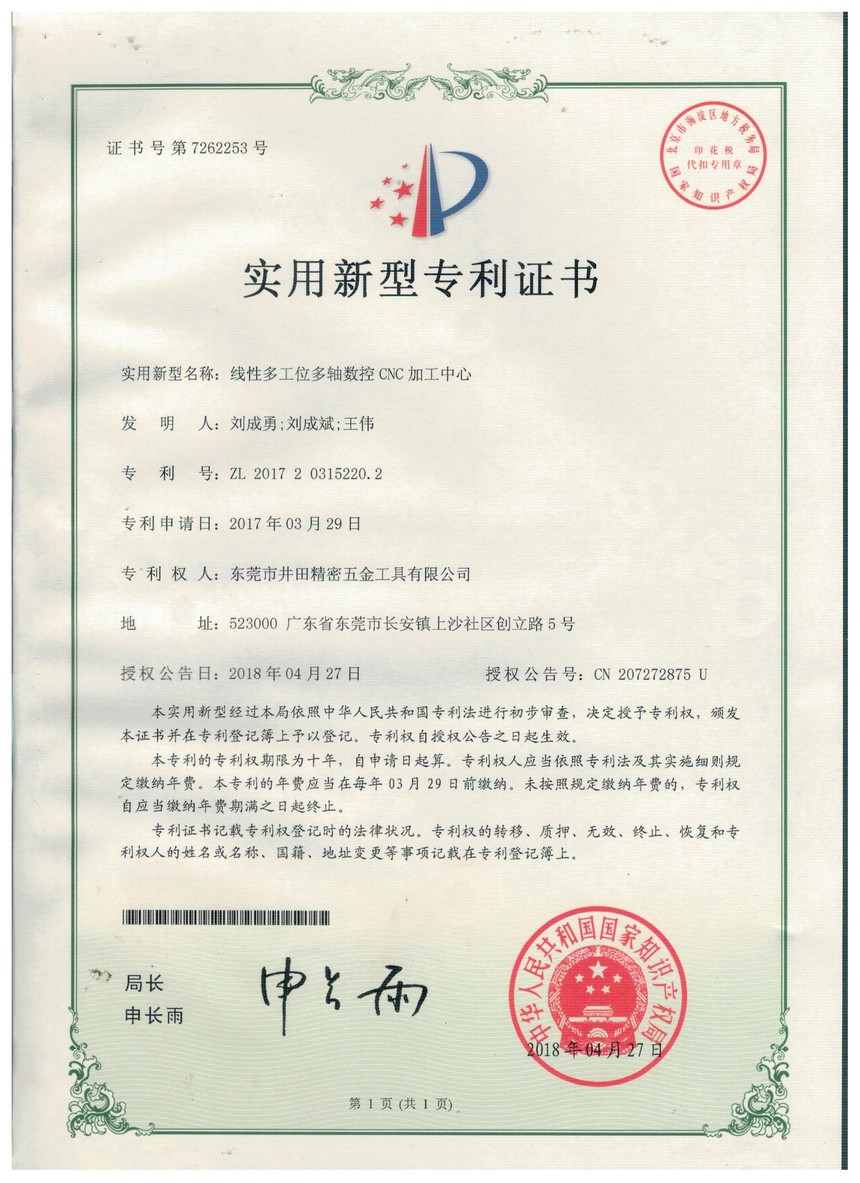 证书号第7262253号
北京市海淀区地方税务局
印花税
代扣专用章
国家知识产权局
实用新型专利证书
实用新型名称：线性多工位多轴数控CNC加工中心
发明人：刘成勇;刘成斌;王伟
专利号：ZL 2017 2 0315220.2
专利申请日：2017年03月29日
专利权人：东莞市井田精密五金工具有限公司
地址：523000 广东省东莞市长安镇上沙社区创立路5号
授权公告日：2018年04月27日 授权公告号：CN 207272875 U
本实用新型经过本局依照中华人民共和国专利法进行初步审查，决定授予专利权，颁发
本证书并在专利登记簿上予以登记。专利权自授权公告之日起生效。
本专利的专利权期限为十年，自申请日起算。专利权人应当依照专利法及其实施细则规
定缴纳年费。本专利的年费应当在每年03月29日前缴纳。未按照规定缴纳年费的，专利权
自应当缴纳年费期满之日起终止。
专利证书记载专利权登记时的法律状况。专利权的转移、质押、无效、终止、恢复和专
利权人的姓名或名称、国籍、地址变更等事项记载在专利登记簿上。
局长
申长雨
申长雨
中华人民共和国国家知识产权局
2018年04月27日
第1页(共1页)